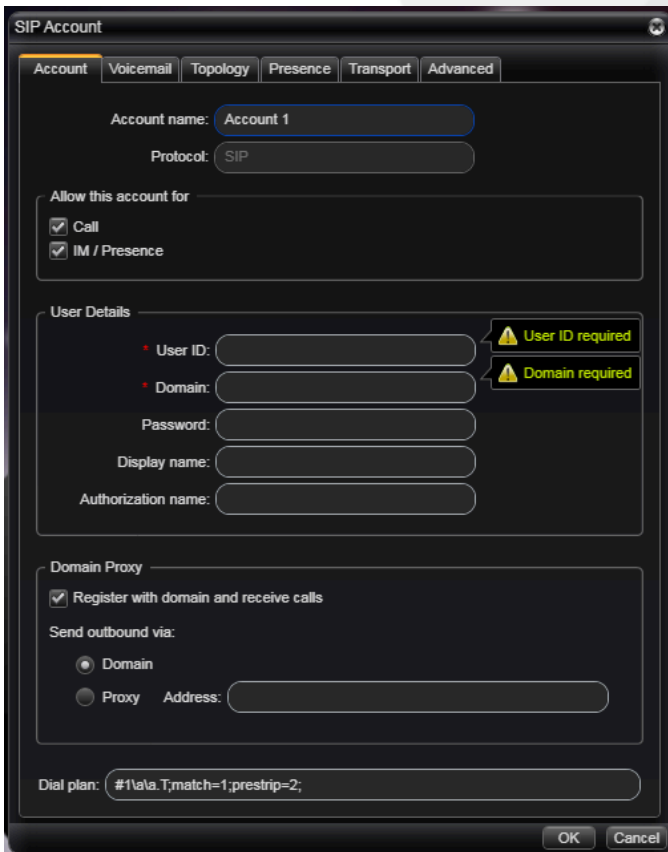 SIP Account
Account Voicemail Topology Presence Transport Advanced
Account name: Account 1
Protocol: SIP
Allow this account for
Call
IM / Presence
User Details
* User ID: User ID required
* Domain: Domain required
Password:
Display name:
Authorization name:
Domain Proxy
Register with domain and receive calls
Send outbound via:
Domain
Proxy Address:
Dial plan: #1\a\a.T;match=1;prestrip=2;
OK Cancel